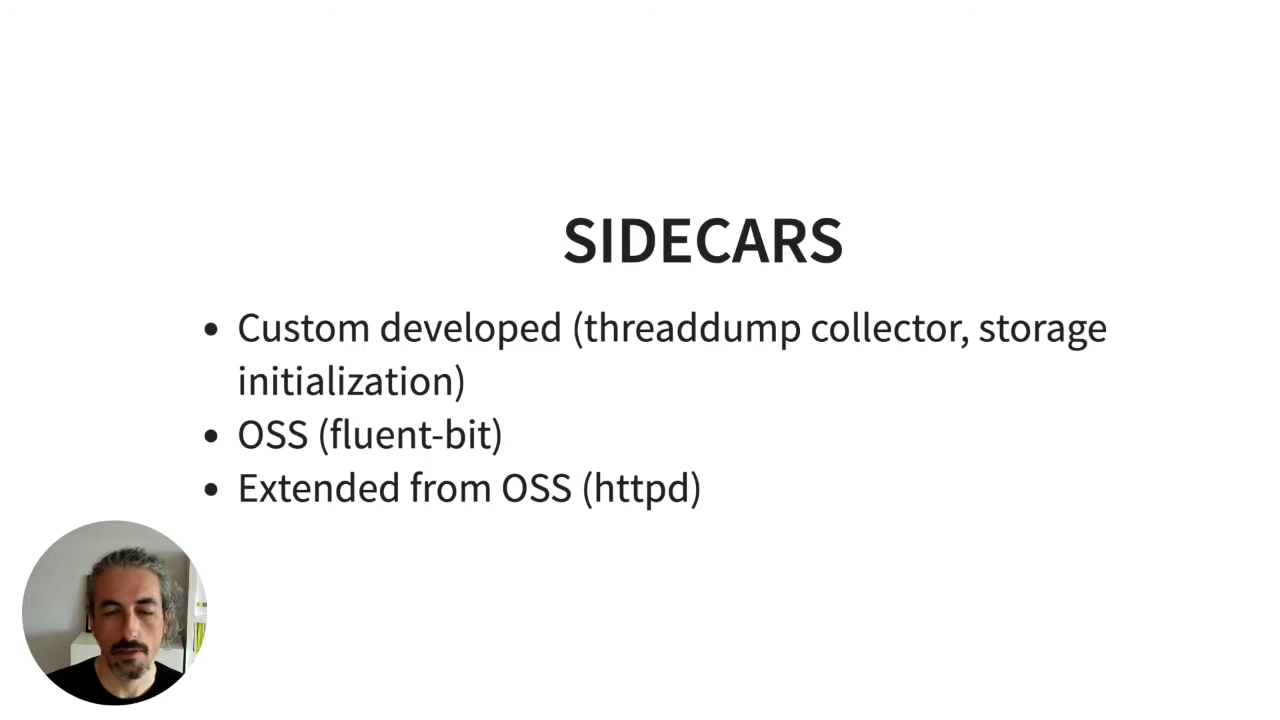 SIDECARS
• Custom developed (threaddump collector, storage
initialization)
• OSS (fluent-bit)
• Extended from OSS (httpd)